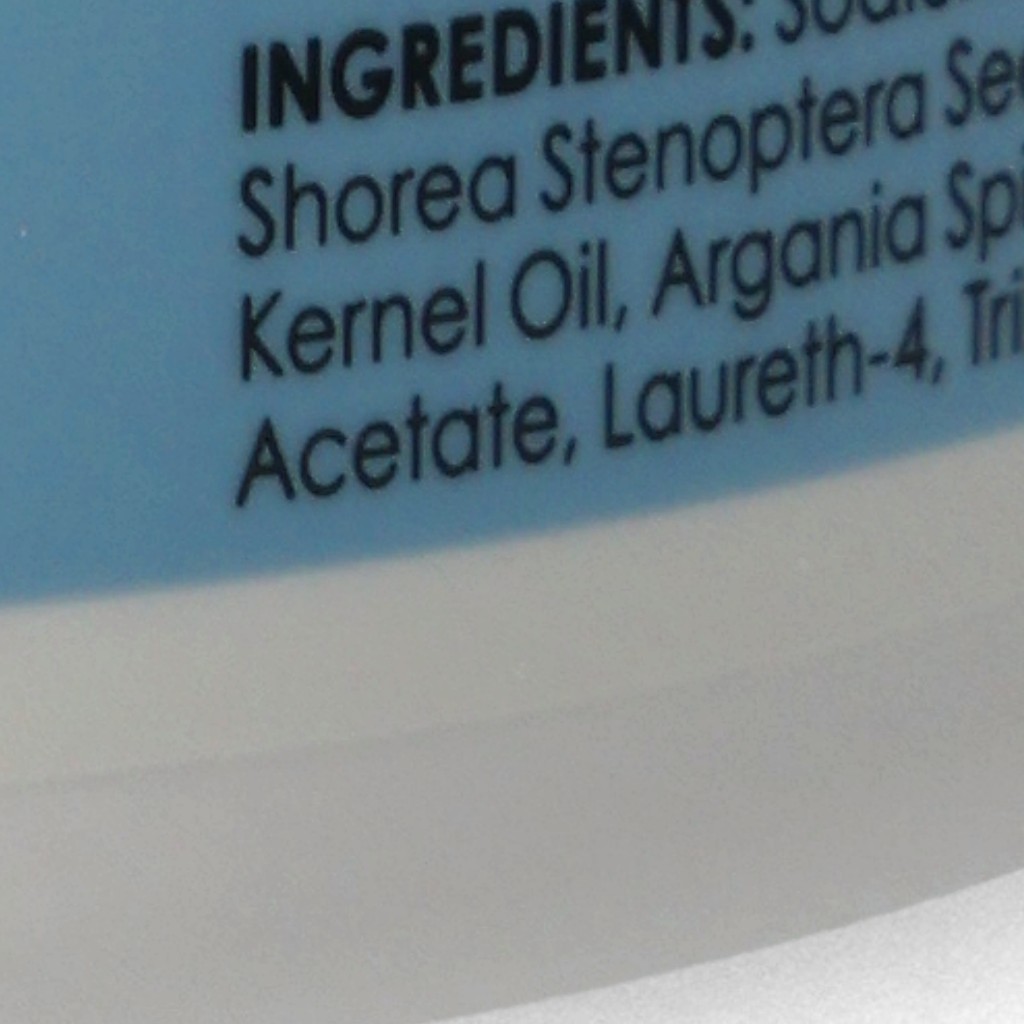 INGREDIENTS:
Shorea Stenoptera
Kernel Oil, Argania
Acetate, Laureth-4,